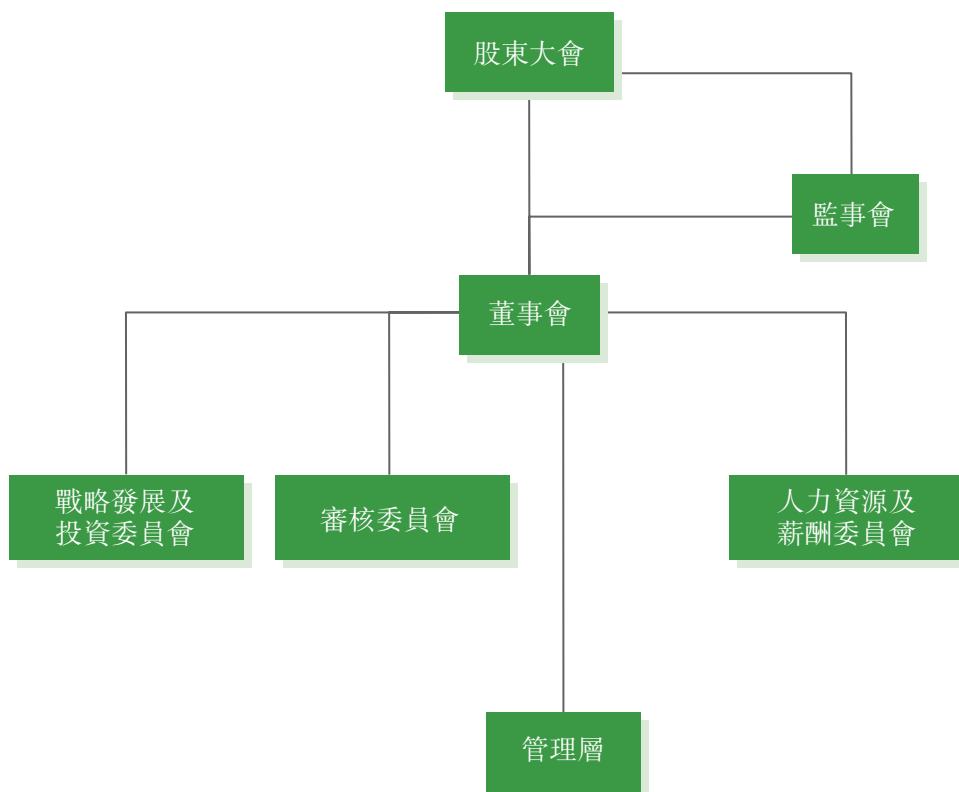 股東大會
監事會
董事會
戰略發展及
投資委員會
審核委員會
人力資源及
薪酬委員會
管理層